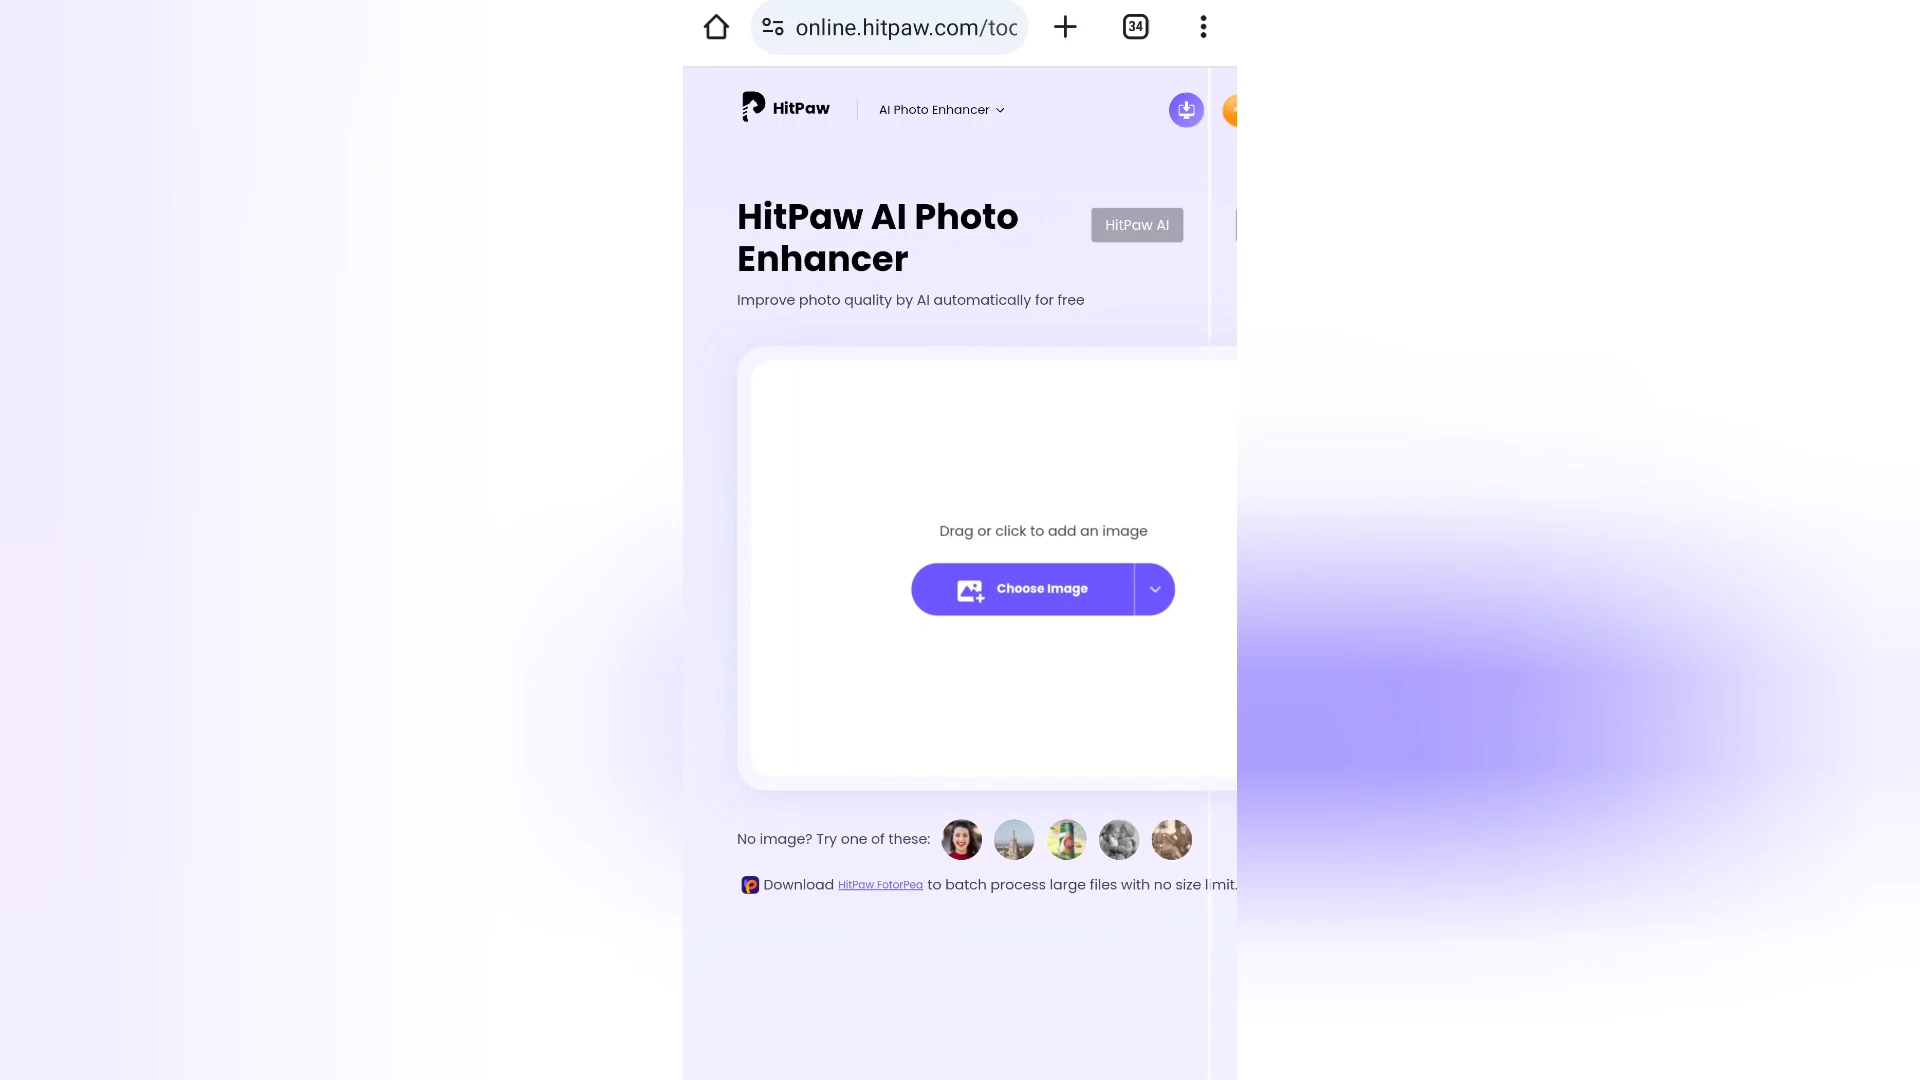 online.hitpaw.com/too
34
HitPaw
AI Photo Enhancer
HitPaw AI Photo
Enhancer
HitPaw AI
Improve photo quality by AI automatically for free
Drag or click to add an image
Choose Image
No image? Try one of these:
Download HitPaw FotorPea to batch process large files with no size limit.